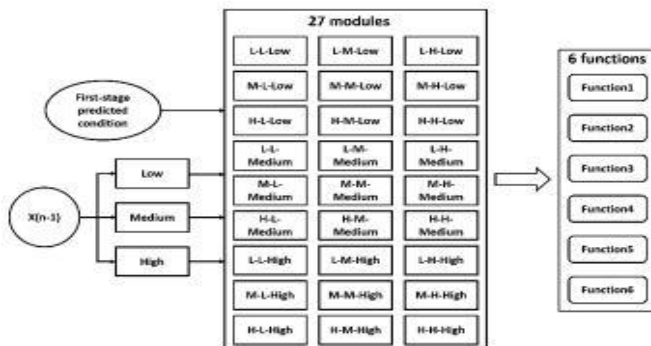 27 modules
L-L-Low
L-M-Low
L-H-Low
M-L-Low
M-M-Low
M-H-Low
H-L-Low
H-M-Low
H-H-Low
L-L-
Medium
L-M-
Medium
L-H-
Medium
M-L-
Medium
M-M-
Medium
M-H-
Medium
H-L-
Medium
H-M-
Medium
H-H-
Medium
L-L-High
L-M-High
L-H-High
M-L-High
M-M-High
M-H-High
H-L-High
H-M-High
H-H-High
First-stage
predicted
condition
X(n-1)
Low
Medium
High
6 functions
Function1
Function2
Function3
Function4
Function5
Function6